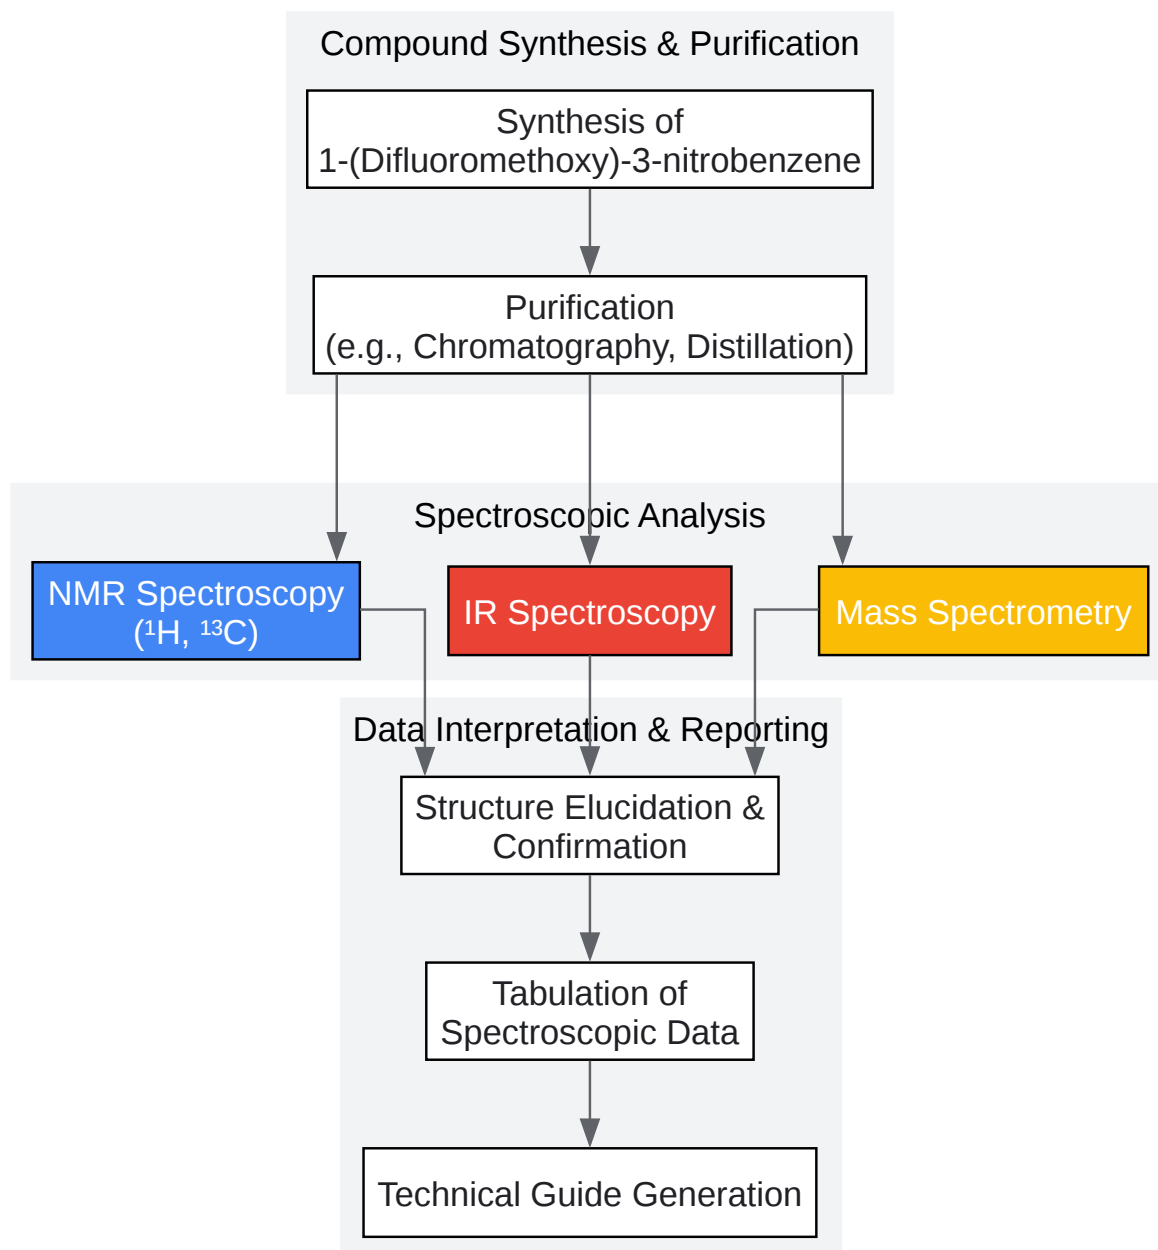 Compound Synthesis & Purification
Synthesis of
1-(Difluoromethoxy)-3-nitrobenzene
Purification
(e.g., Chromatography, Distillation)
Spectroscopic Analysis
NMR Spectroscopy
(¹H, ¹³C)
IR Spectroscopy
Mass Spectrometry
Data Interpretation & Reporting
Structure Elucidation &
Confirmation
Tabulation of
Spectroscopic Data
Technical Guide Generation